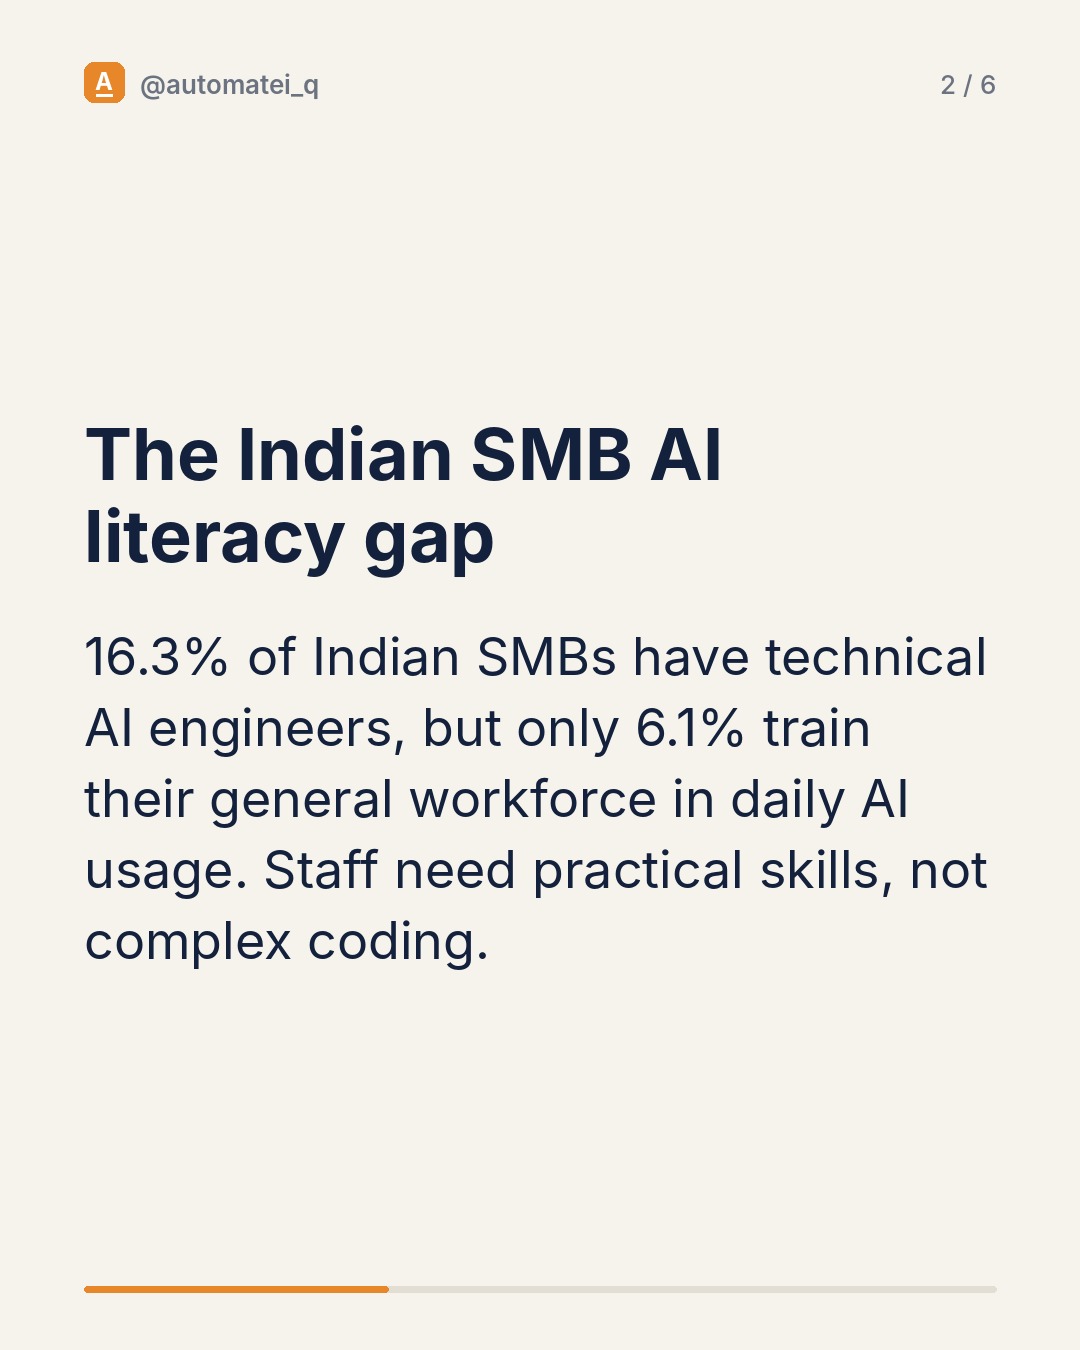 A
@automatei_q
2 / 6
The Indian SMB AI
literacy gap
16.3% of Indian SMBs have technical
AI engineers, but only 6.1% train
their general workforce in daily AI
usage. Staff need practical skills, not
complex coding.